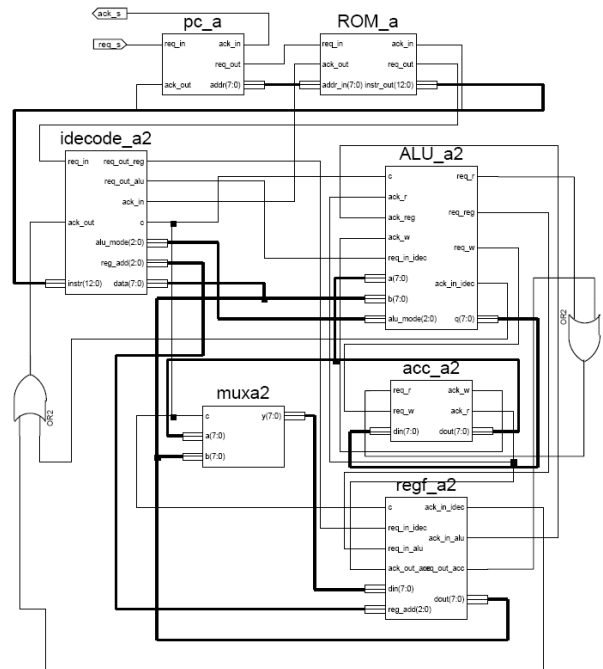 ack_s
req_s
pc_a
req_in
ack_in
req_out
ack_out
addr(7:0)
ROM_a
req_in
ack_in
ack_out
req_out
addr_in(7:0)
instr_out(12:0)
idecode_a2
req_in
req_out_reg
req_out_alu
ack_in
ack_out
c
alu_mode(2:0)
reg_add(2:0)
instr(12:0)
data(7:0)
ALU_a2
c
req_r
ack_r
ack_reg
req_reg
ack_w
req_w
req_in_idec
a(7:0)
ack_in_idec
b(7:0)
alu_mode(2:0)
q(7:0)
OR2
OR2
muxa2
c
y(7:0)
a(7:0)
b(7:0)
acc_a2
req_r
ack_w
req_w
ack_r
din(7:0)
dout(7:0)
regf_a2
c
ack_in_idec
req_in_idec
ack_in_alu
req_in_alu
ack_out_acc
req_out_acc
din(7:0)
dout(7:0)
reg_add(2:0)